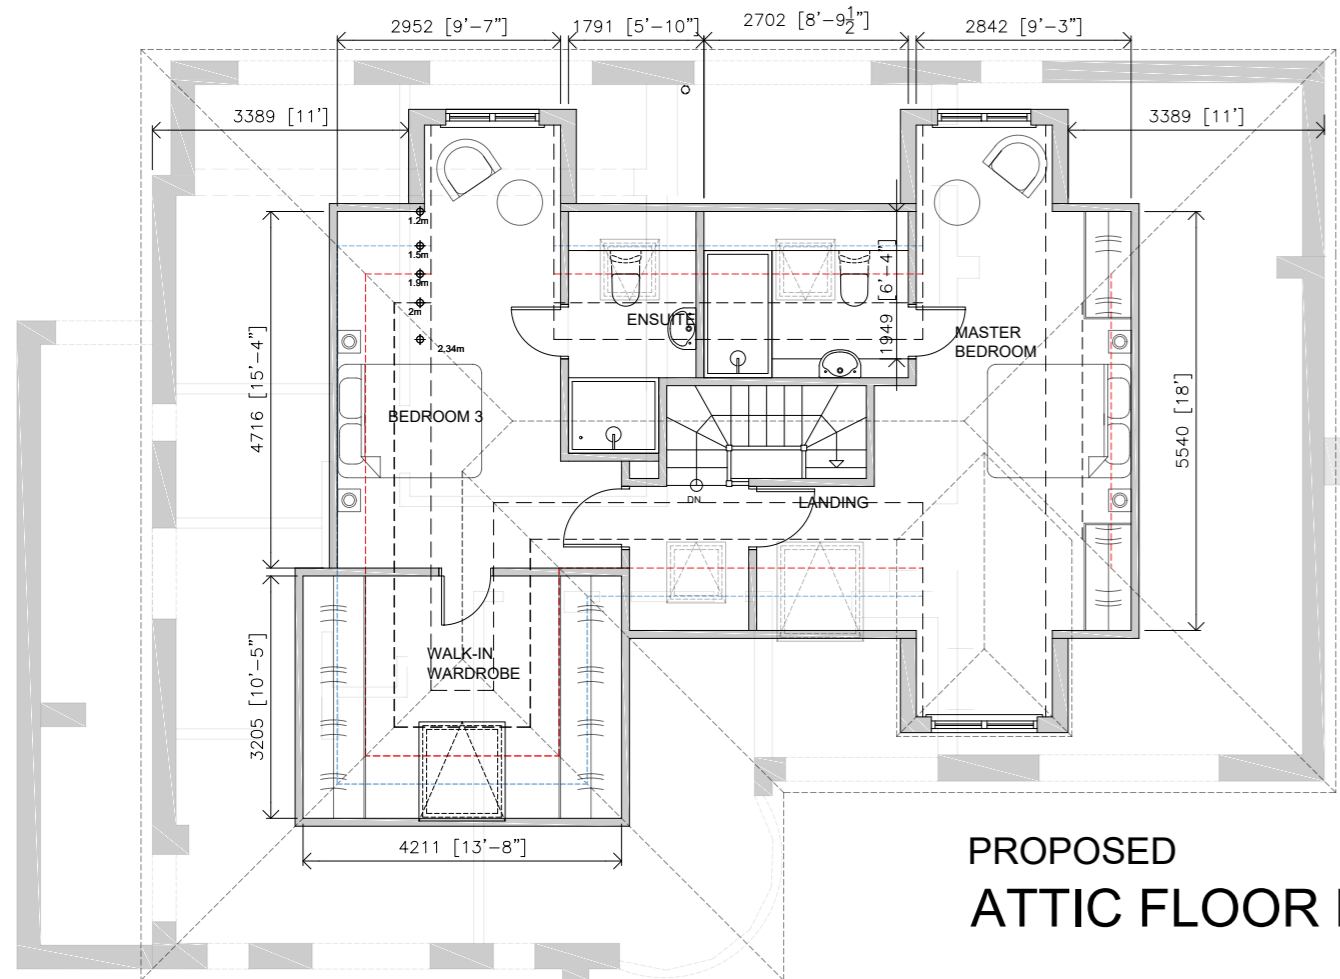 2952 [9'-7"]
1791 [5'-10"]
2702 [8'-9½"]
2842 [9'-3"]
3389 [11']
3389 [11']
1.2m
1.5m
1.9m
2m
2,34m
4716 [15'-4"]
ENSUITE
1949 [6'-4"]
MASTER
BEDROOM
BEDROOM 3
5540 [18']
DN
LANDING
WALK-IN
WARDROBE
3205 [10'-5"]
4211 [13'-8"]
PROPOSED
ATTIC FLOOR